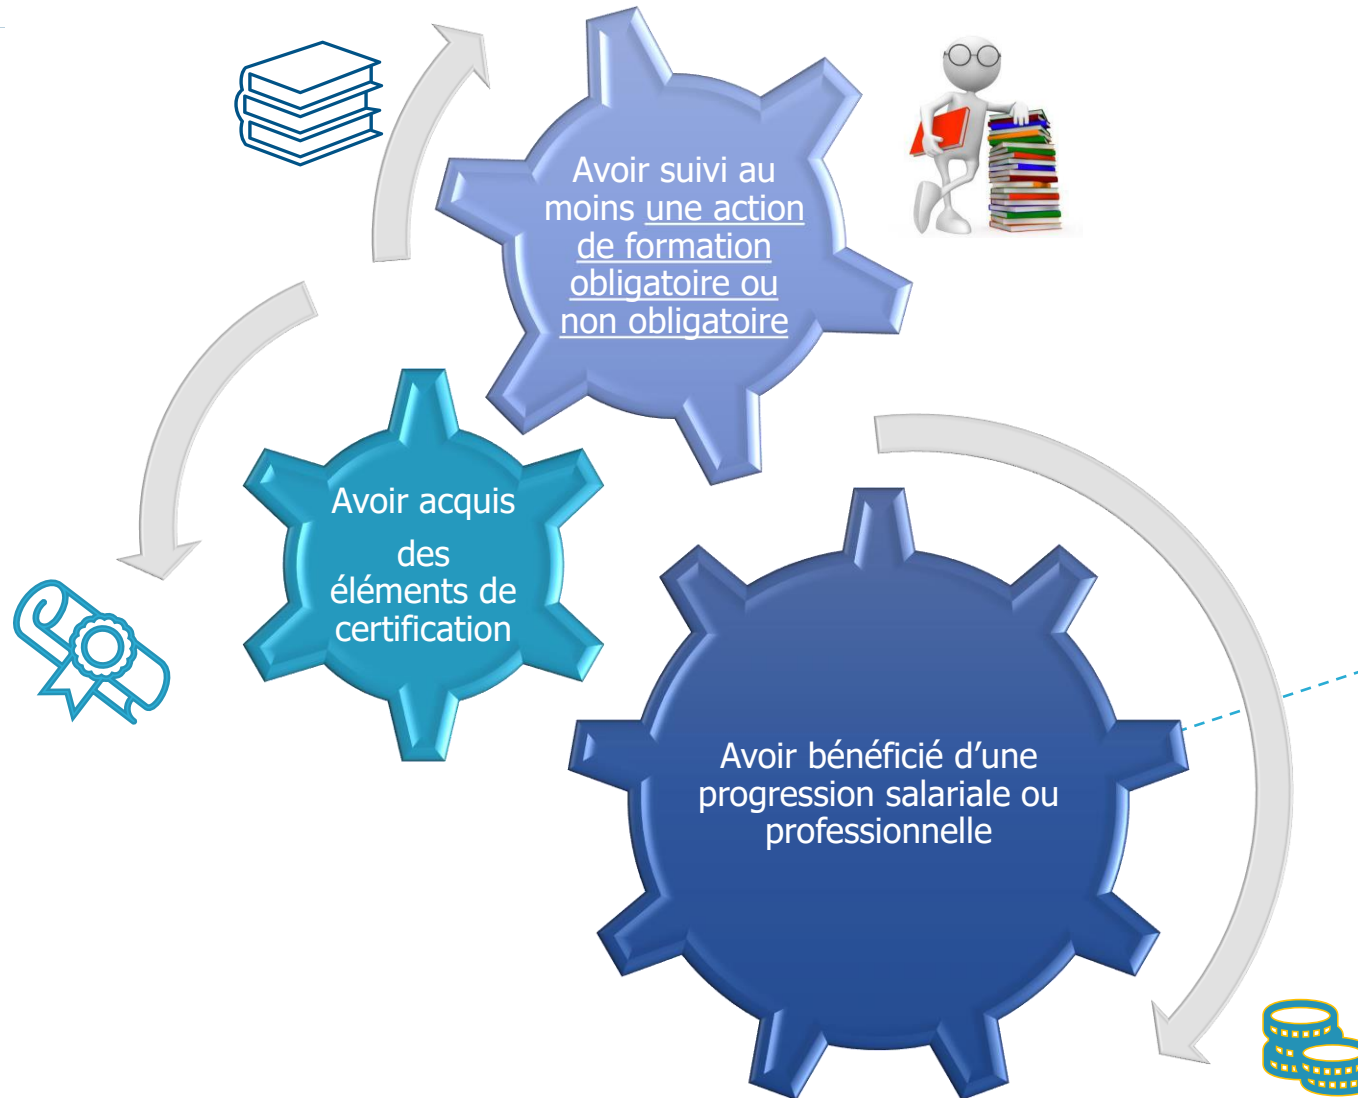 Avoir suivi au
moins une action
de formation
obligatoire ou
non obligatoire
Avoir acquis
des
éléments de
certification
Avoir bénéficié d’une
progression salariale ou
professionnelle